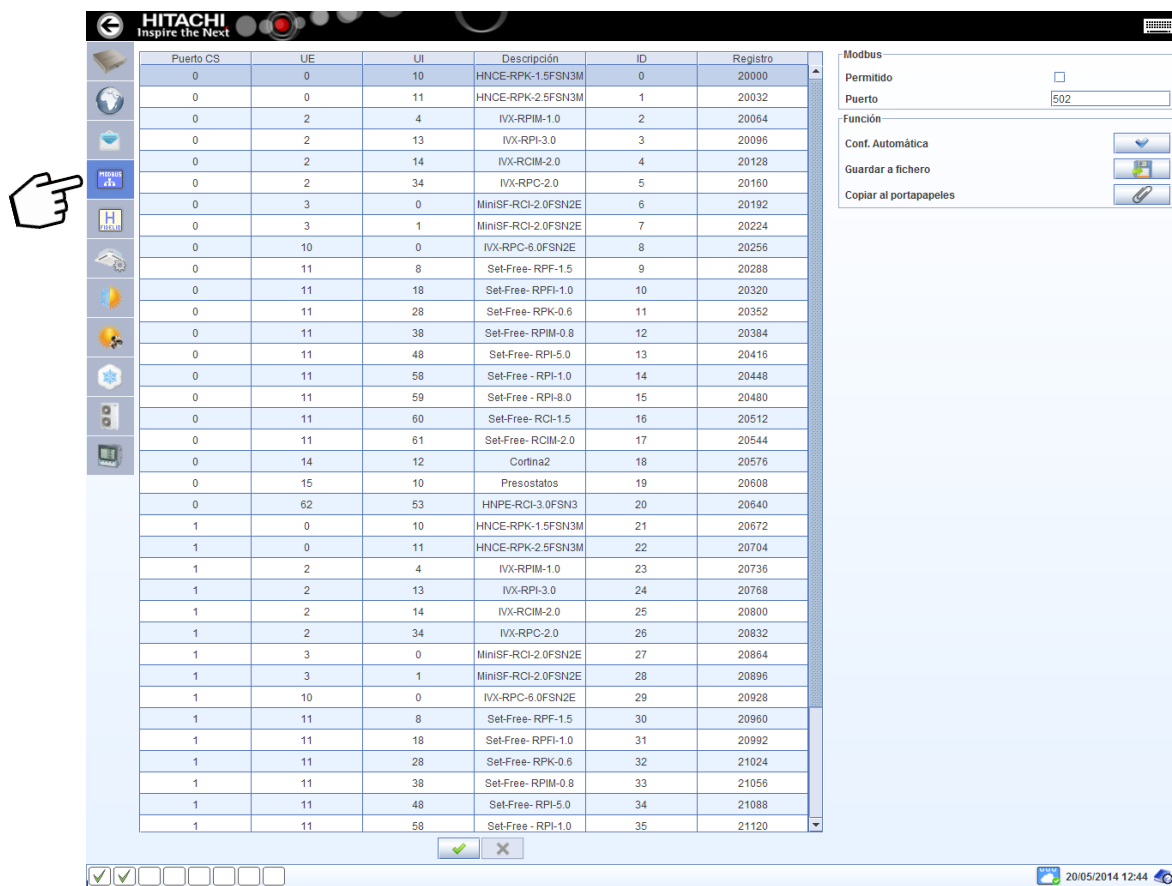 HITACHI
Inspire the Next
MODBUS
H
FIDELIO
Puerto CS UE UI Descripción ID Registro
0 0 10 HNCE-RPK-1.5FSN3M 0 20000
0 0 11 HNCE-RPK-2.5FSN3M 1 20032
0 2 4 IVX-RPIM-1.0 2 20064
0 2 13 IVX-RPI-3.0 3 20096
0 2 14 IVX-RCIM-2.0 4 20128
0 2 34 IVX-RPC-2.0 5 20160
0 3 0 MiniSF-RCI-2.0FSN2E 6 20192
0 3 1 MiniSF-RCI-2.0FSN2E 7 20224
0 10 0 IVX-RPC-6.0FSN2E 8 20256
0 11 8 Set-Free- RPF-1.5 9 20288
0 11 18 Set-Free- RPFI-1.0 10 20320
0 11 28 Set-Free- RPK-0.6 11 20352
0 11 38 Set-Free- RPIM-0.8 12 20384
0 11 48 Set-Free- RPI-5.0 13 20416
0 11 58 Set-Free - RPI-1.0 14 20448
0 11 59 Set-Free - RPI-8.0 15 20480
0 11 60 Set-Free- RCI-1.5 16 20512
0 11 61 Set-Free- RCIM-2.0 17 20544
0 14 12 Cortina2 18 20576
0 15 10 Presostatos 19 20608
0 62 53 HNPE-RCI-3.0FSN3 20 20640
1 0 10 HNCE-RPK-1.5FSN3M 21 20672
1 0 11 HNCE-RPK-2.5FSN3M 22 20704
1 2 4 IVX-RPIM-1.0 23 20736
1 2 13 IVX-RPI-3.0 24 20768
1 2 14 IVX-RCIM-2.0 25 20800
1 2 34 IVX-RPC-2.0 26 20832
1 3 0 MiniSF-RCI-2.0FSN2E 27 20864
1 3 1 MiniSF-RCI-2.0FSN2E 28 20896
1 10 0 IVX-RPC-6.0FSN2E 29 20928
1 11 8 Set-Free- RPF-1.5 30 20960
1 11 18 Set-Free- RPFI-1.0 31 20992
1 11 28 Set-Free- RPK-0.6 32 21024
1 11 38 Set-Free- RPIM-0.8 33 21056
1 11 48 Set-Free- RPI-5.0 34 21088
1 11 58 Set-Free - RPI-1.0 35 21120
Modbus
Permitido
Puerto 502
Función
Conf. Automática
Guardar a fichero
Copiar al portapapeles
20/05/2014 12:44